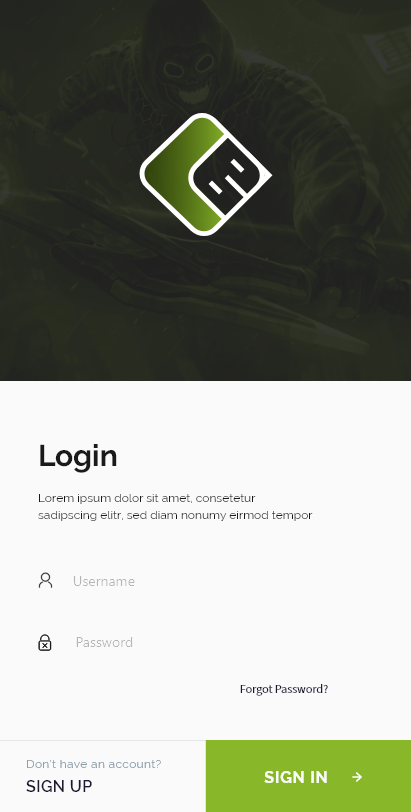 Login
Lorem ipsum dolor sit amet, consetetur
sadipscing elitr, sed diam nonumy eirmod tempor
Username
Password
Forgot Password?
Don't have an account?
SIGN UP
SIGN IN